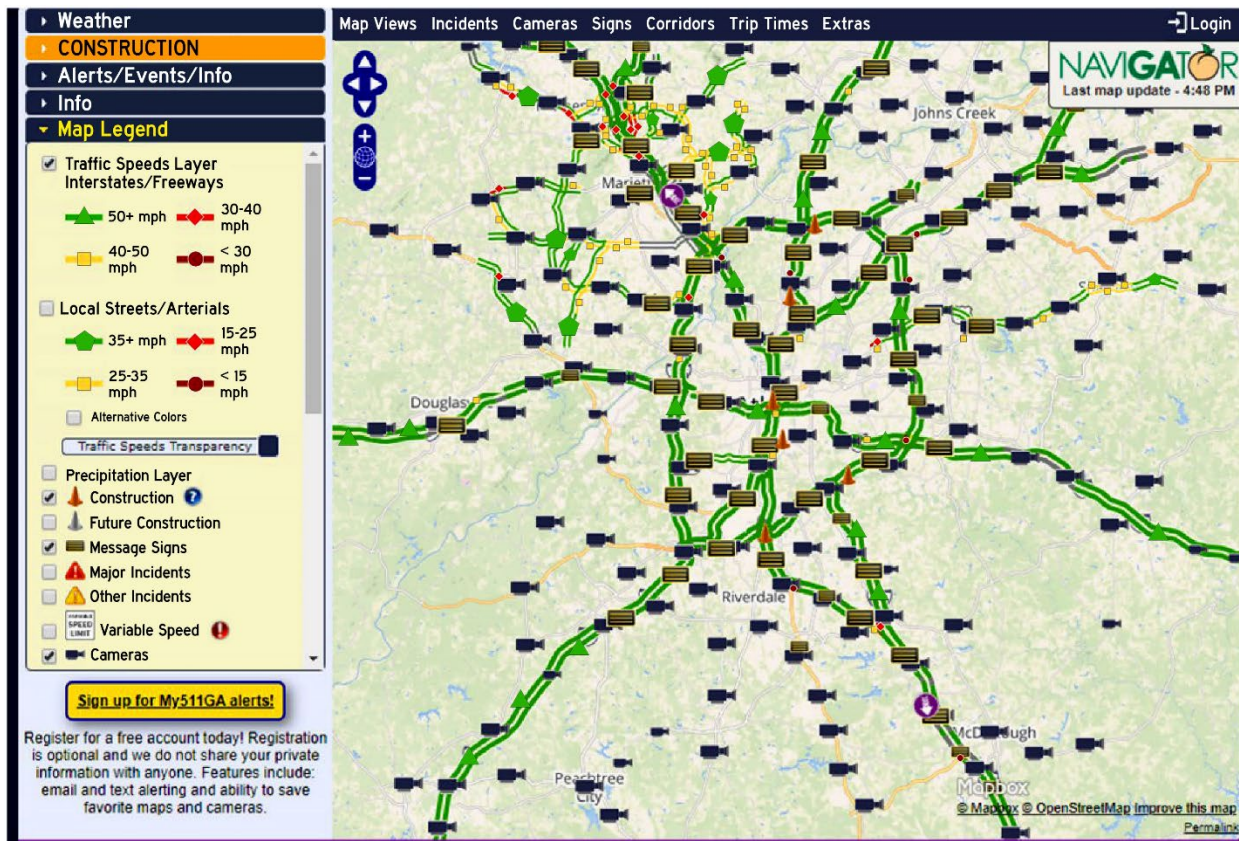 Weather
CONSTRUCTION
Alerts/Events/Info
Info
Map Legend
Traffic Speeds Layer
Interstates/Freeways
50+ mph
30-40
mph
40-50
mph
< 30
mph
Local Streets/Arterials
35+ mph
15-25
mph
25-35
mph
< 15
mph
Alternative Colors
Traffic Speeds Transparency
Precipitation Layer
Construction ?
Future Construction
Message Signs
Major Incidents
Other Incidents
SPEED
LIMIT
Variable Speed !
Cameras
Sign up for My511GA alerts!
Register for a free account today! Registration
is optional and we do not share your private
information with anyone. Features include:
email and text alerting and ability to save
favorite maps and cameras.
Map Views Incidents Cameras Signs Corridors Trip Times Extras
Login
NAVIGATOR
Last map update - 4:48 PM
Johns Creek
Riverdale
Peachtree
City
Mapbox
© Mapbox © OpenStreetMap Improve this map
Permalink